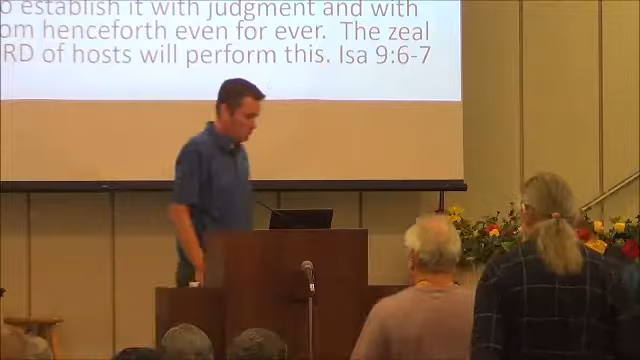 o establish it with judgment and with
om henceforth even for ever. The zeal
RD of hosts will perform this. Isa 9:6-7